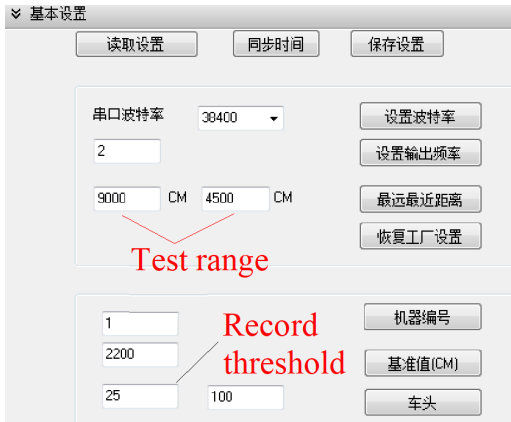 基本设置
读取设置 同步时间 保存设置
串口波特率 38400 设置波特率
2 设置输出频率
9000 CM 4500 CM 最远最近距离
恢复工厂设置
Test range
1 Record 机器编号
2200 threshold 基准值(CM)
25 100 车头